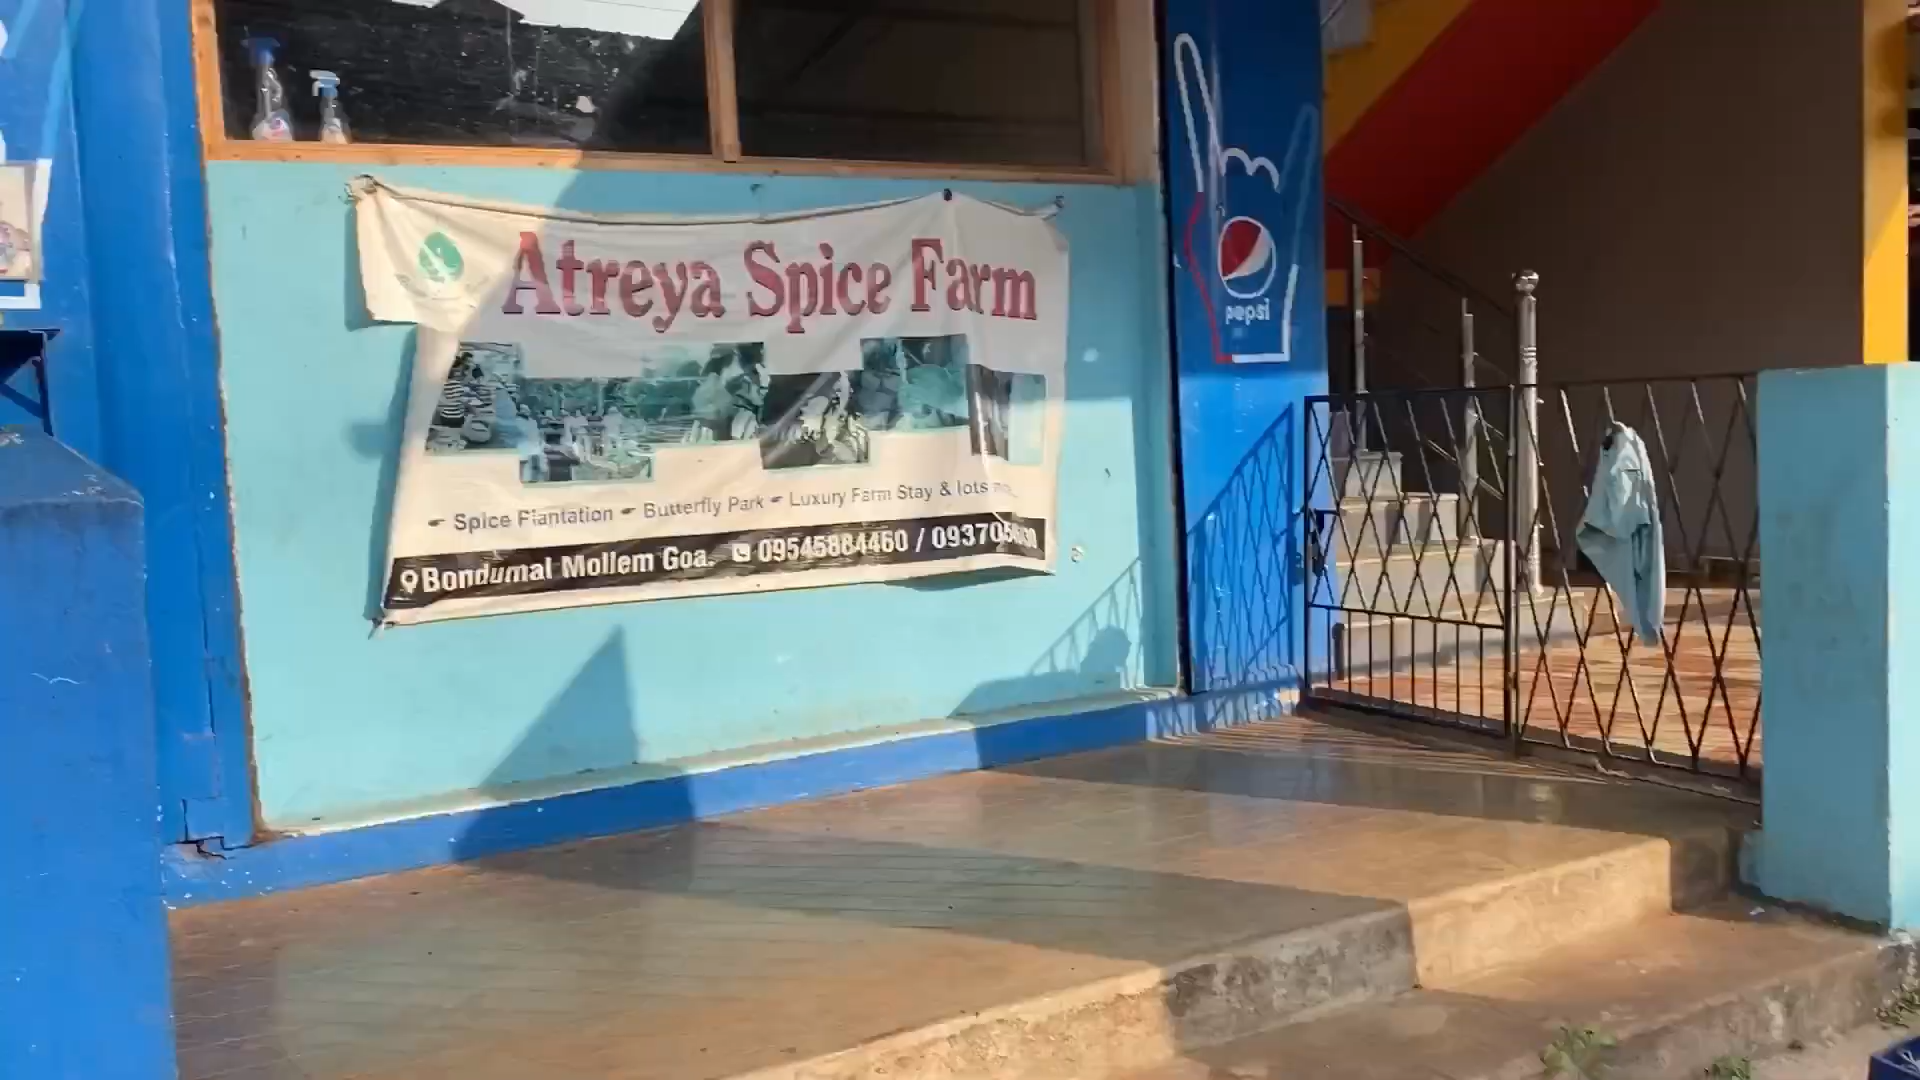 Atreya Spice Farm
Spice Plantation Butterfly Park Luxury Farm Stay & lots
Bondumal Mollem Goa. 09545884460 /
pepsi